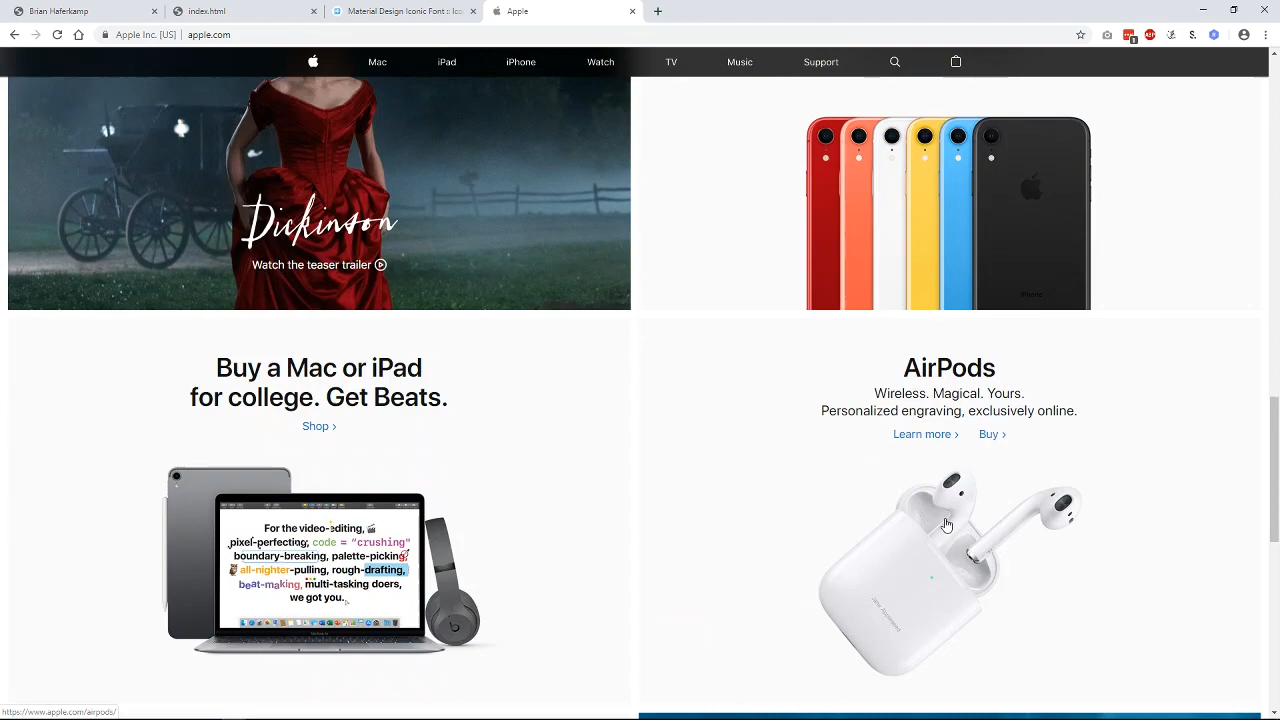 Brian Haferkamp
index.html
Material Design Iconic Font :: Ico
Apple
Apple Inc. [US] | apple.com
Mac
iPad
iPhone
Watch
TV
Music
Support
Dickinson
Watch the teaser trailer
iPhone
Buy a Mac or iPad
for college. Get Beats.
Shop >
For the video-editing,
pixel-perfecting, code = "crushing"
boundary-breaking, palette-picking,
all-nighter-pulling, rough-drafting,
beat-making, multi-tasking doers,
we got you.
AirPods
Wireless. Magical. Yours.
Personalized engraving, exclusively online.
Learn more >
Buy >
https://www.apple.com/airpods/